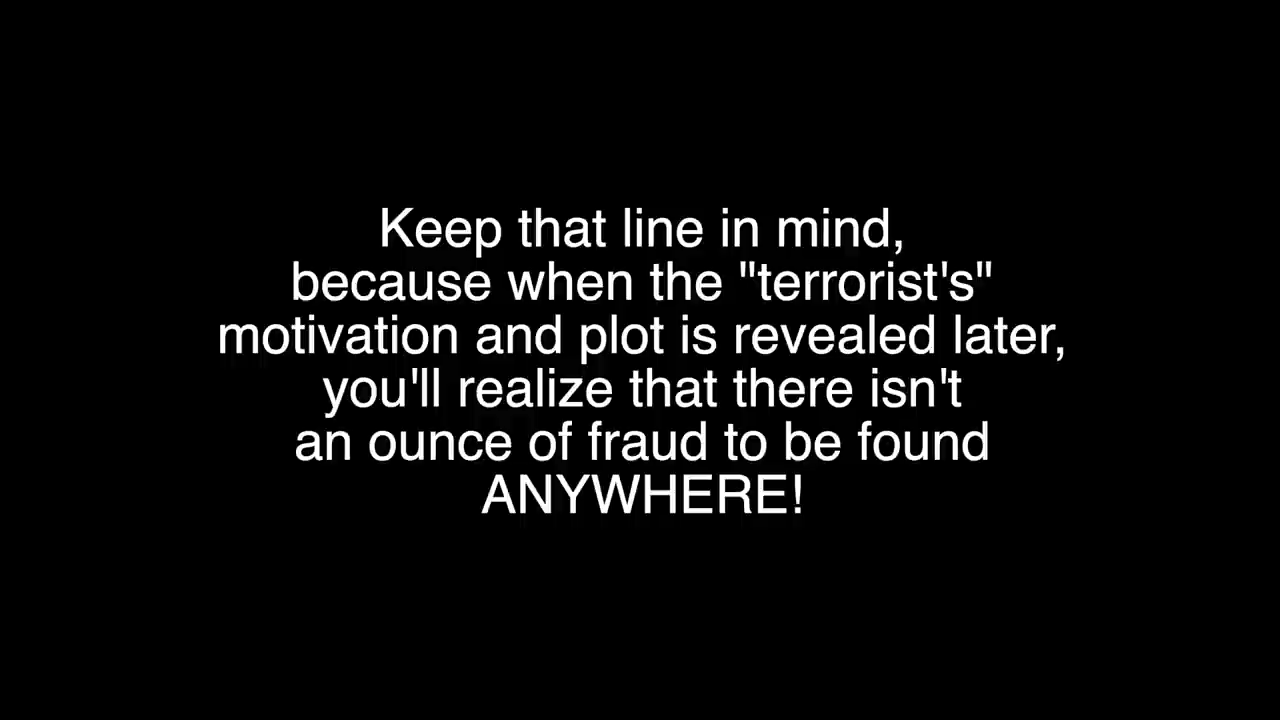 Keep that line in mind,
because when the "terrorist's"
motivation and plot is revealed later,
you'll realize that there isn't
an ounce of fraud to be found
ANYWHERE!